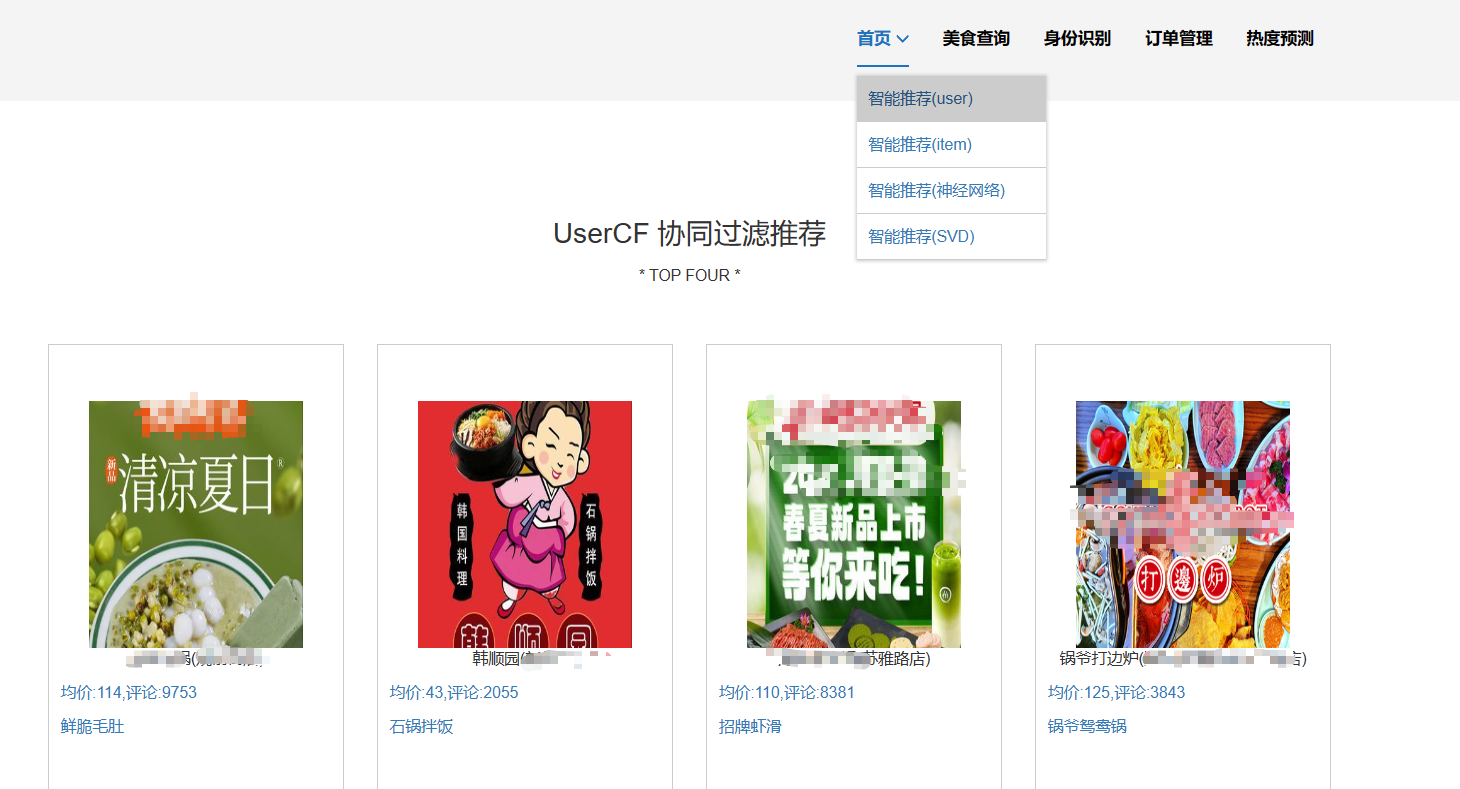 首页 美食查询 身份识别 订单管理 热度预测
智能推荐(user)
智能推荐(item)
智能推荐(神经网络)
智能推荐(SVD)
UserCF 协同过滤推荐
* TOP FOUR *
新品
清凉夏日®
韩国料理
石锅拌饭
韩顺园
春夏新品上市
等你来吃!
打邊炉
韩顺园(
苏雅路店)
锅爷打边炉(
店)
均价:114,评论:9753
鲜脆毛肚
均价:43,评论:2055
石锅拌饭
均价:110,评论:8381
招牌虾滑
均价:125,评论:3843
锅爷鸳鸯锅